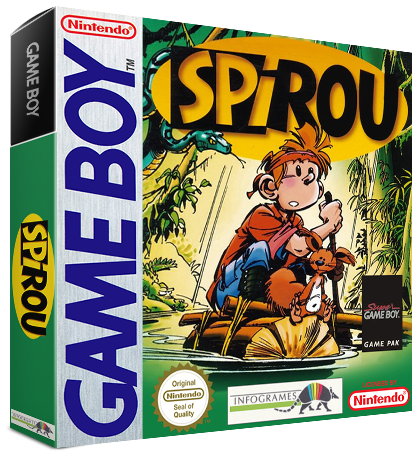 GAME BOY
SPIROU
INFOGRAMES
Nintendo
GAME BOY
TM
SPIROU
Super
GAME BOY
GAME PAK
Original
Nintendo
Seal of
Quality
INFOGRAMES
Nintendo